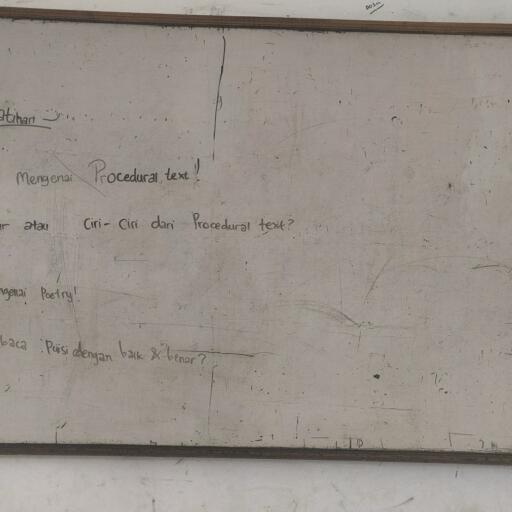 atihan
Mengenai Procedural text!
r atau Ciri-Ciri dari Procedural text?
ngenai Poetry!
baca Puisi dengan baik & benar?